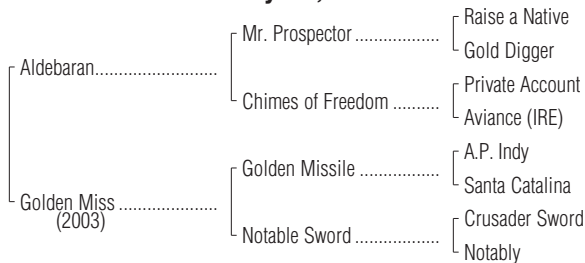 Raise a Native
Mr. Prospector ..................
Gold Digger
Aldebaran........................
Private Account
Chimes of Freedom ..........
Aviance (IRE)
A.P. Indy
Golden Missile .................
Santa Catalina
Golden Miss ....................
(2003)
Crusader Sword
Notable Sword .................
Notably